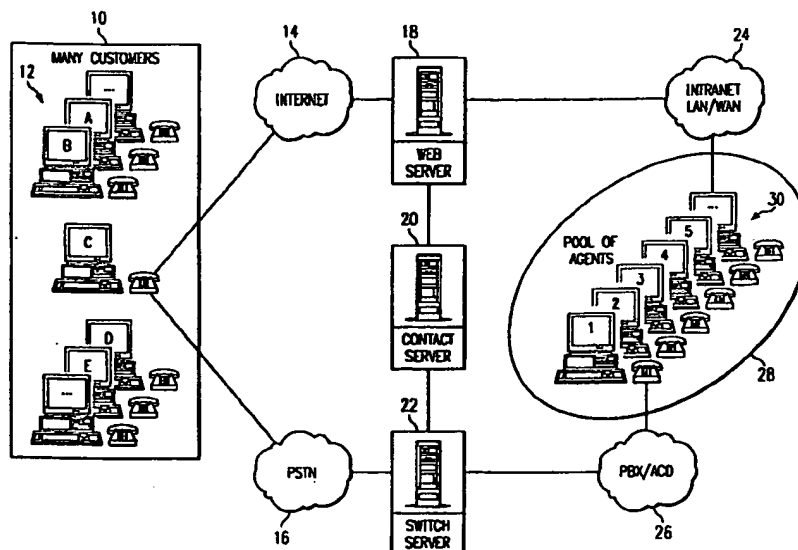 10
MANY CUSTOMERS
12
...
A
B
C
D
E
...
14
INTERNET
PSTN
16
18
WEB
SERVER
20
CONTACT
SERVER
22
SWITCH
SERVER
24
INTRANET
LAN/WAN
POOL OF
AGENTS
...
30
5
4
3
2
1
28
PBX/ACD
26